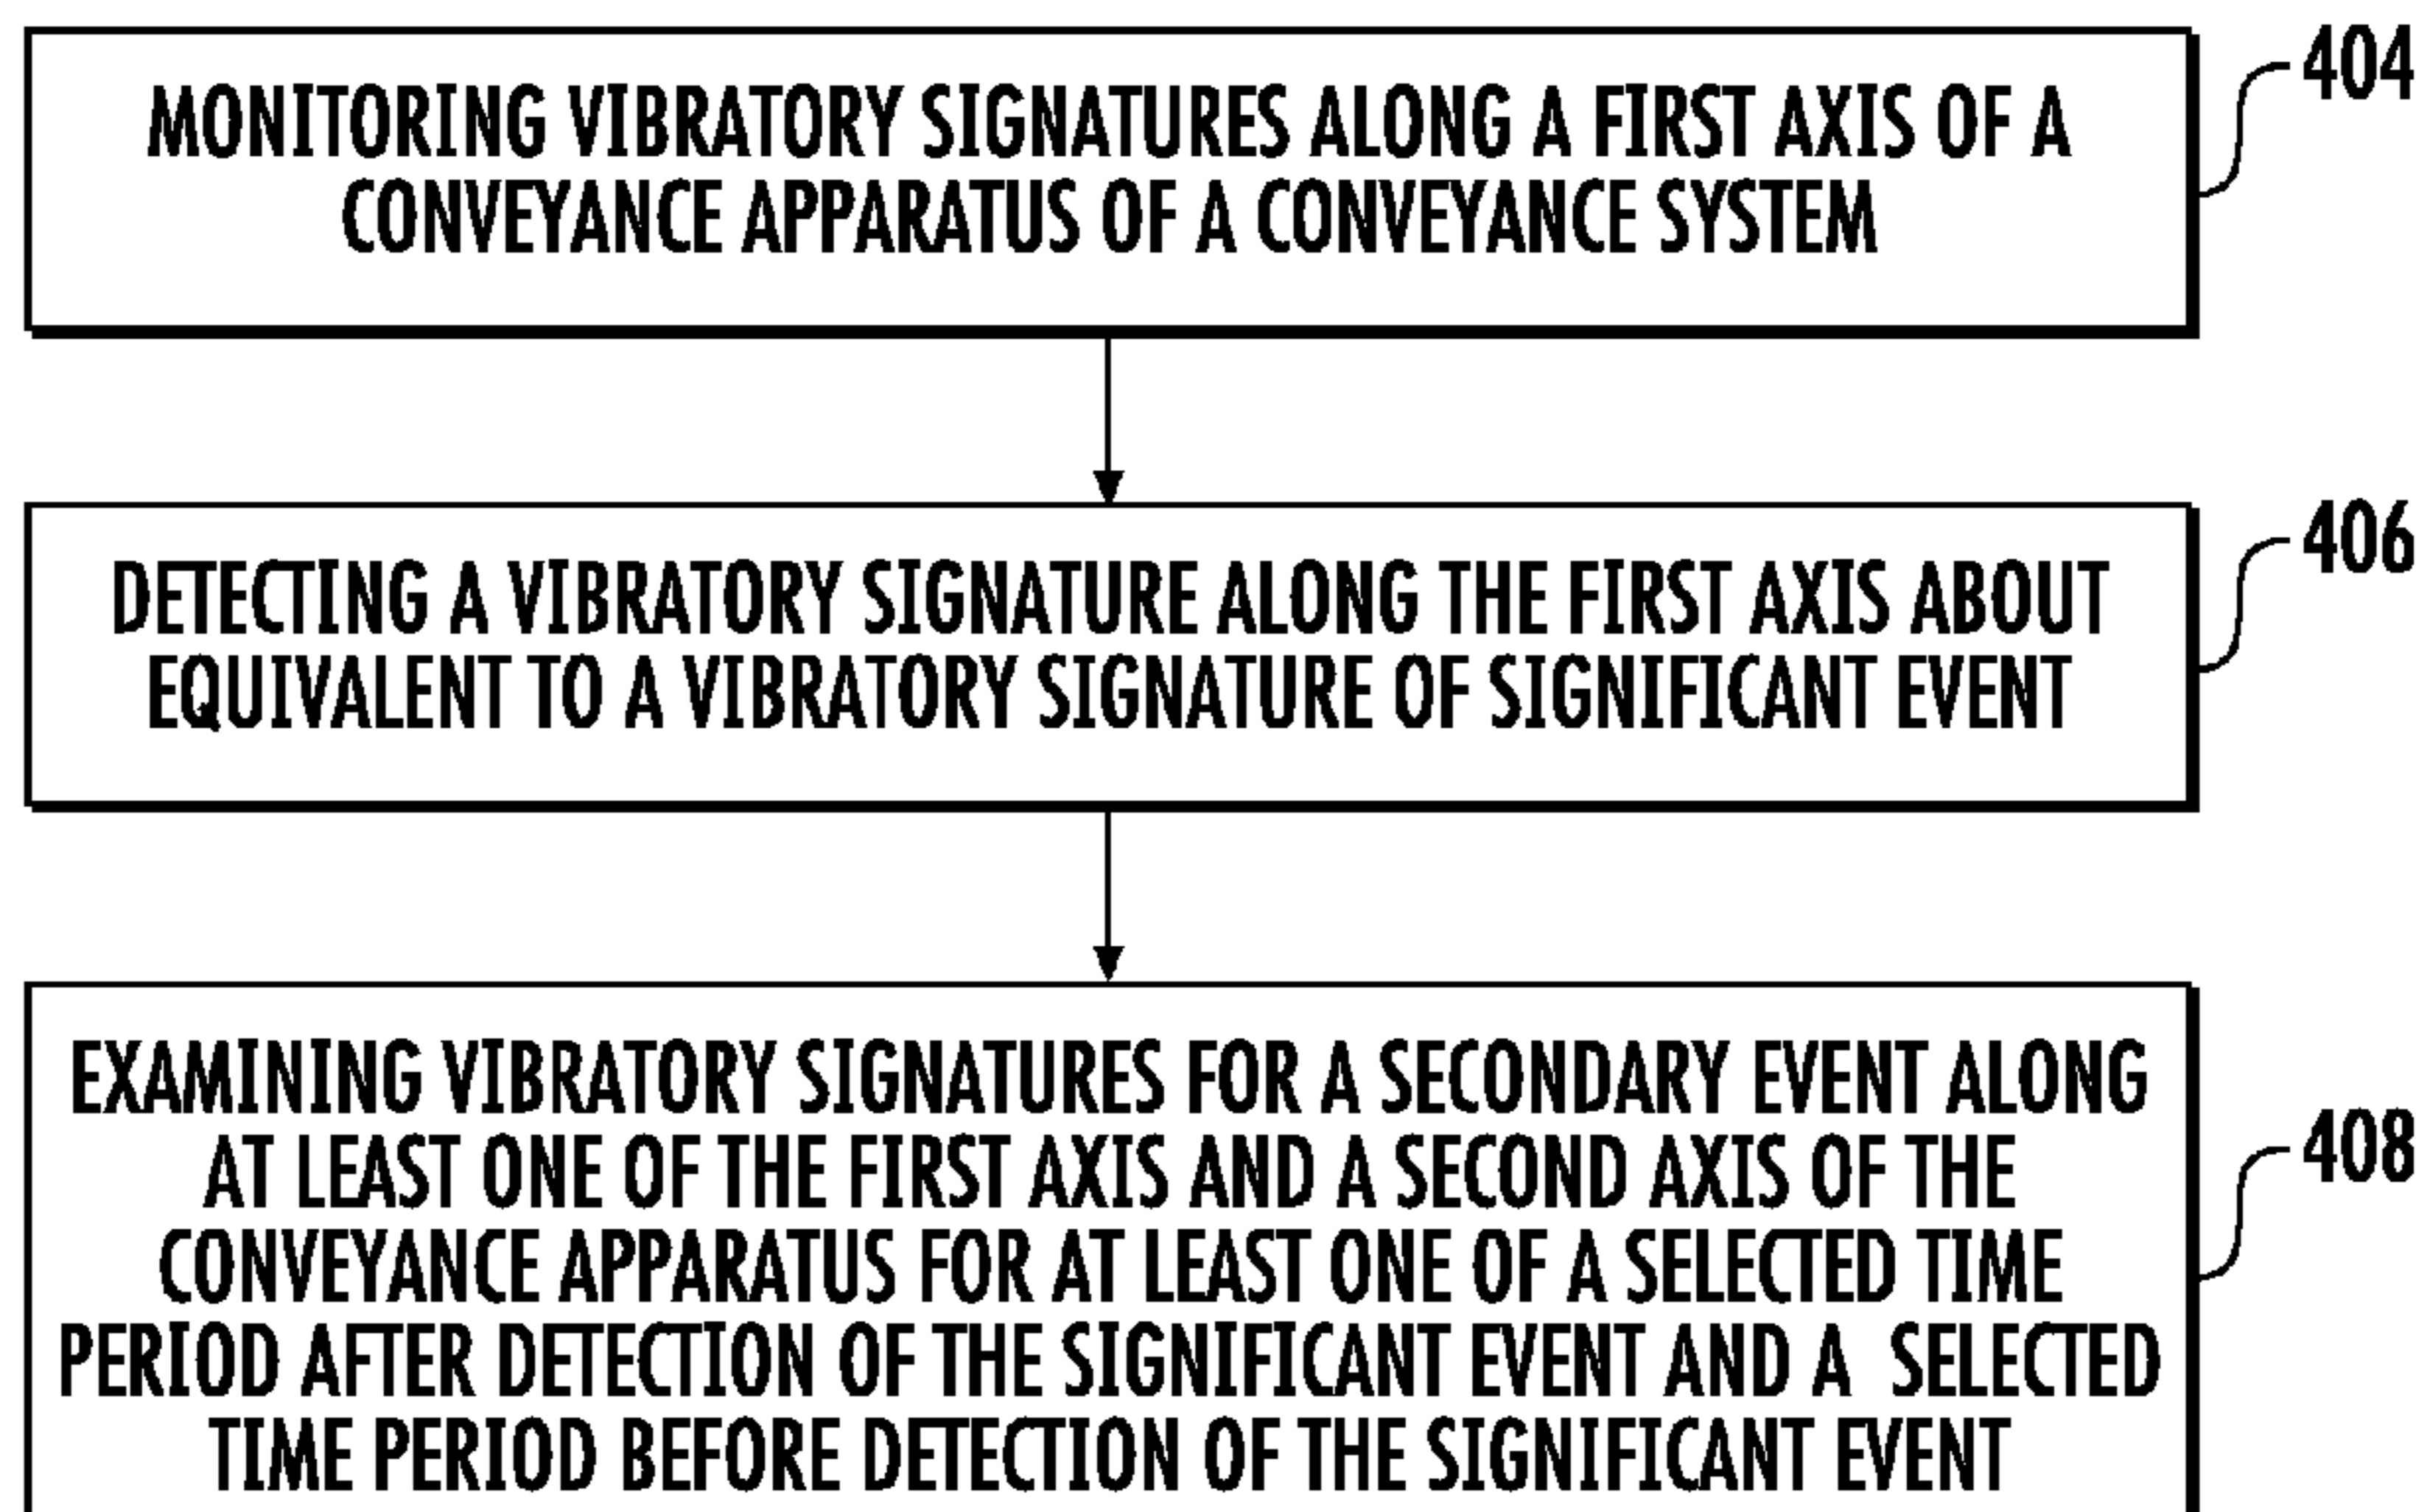 MONITORING VIBRATORY SIGNATURES ALONG A FIRST AXIS OF A
CONVEYANCE APPARATUS OF A CONVEYANCE SYSTEM
404
DETECTING A VIBRATORY SIGNATURE ALONG THE FIRST AXIS ABOUT
EQUIVALENT TO A VIBRATORY SIGNATURE OF SIGNIFICANT EVENT
406
EXAMINING VIBRATORY SIGNATURES FOR A SECONDARY EVENT ALONG
AT LEAST ONE OF THE FIRST AXIS AND A SECOND AXIS OF THE
CONVEYANCE APPARATUS FOR AT LEAST ONE OF A SELECTED TIME
PERIOD AFTER DETECTION OF THE SIGNIFICANT EVENT AND A SELECTED
TIME PERIOD BEFORE DETECTION OF THE SIGNIFICANT EVENT
408